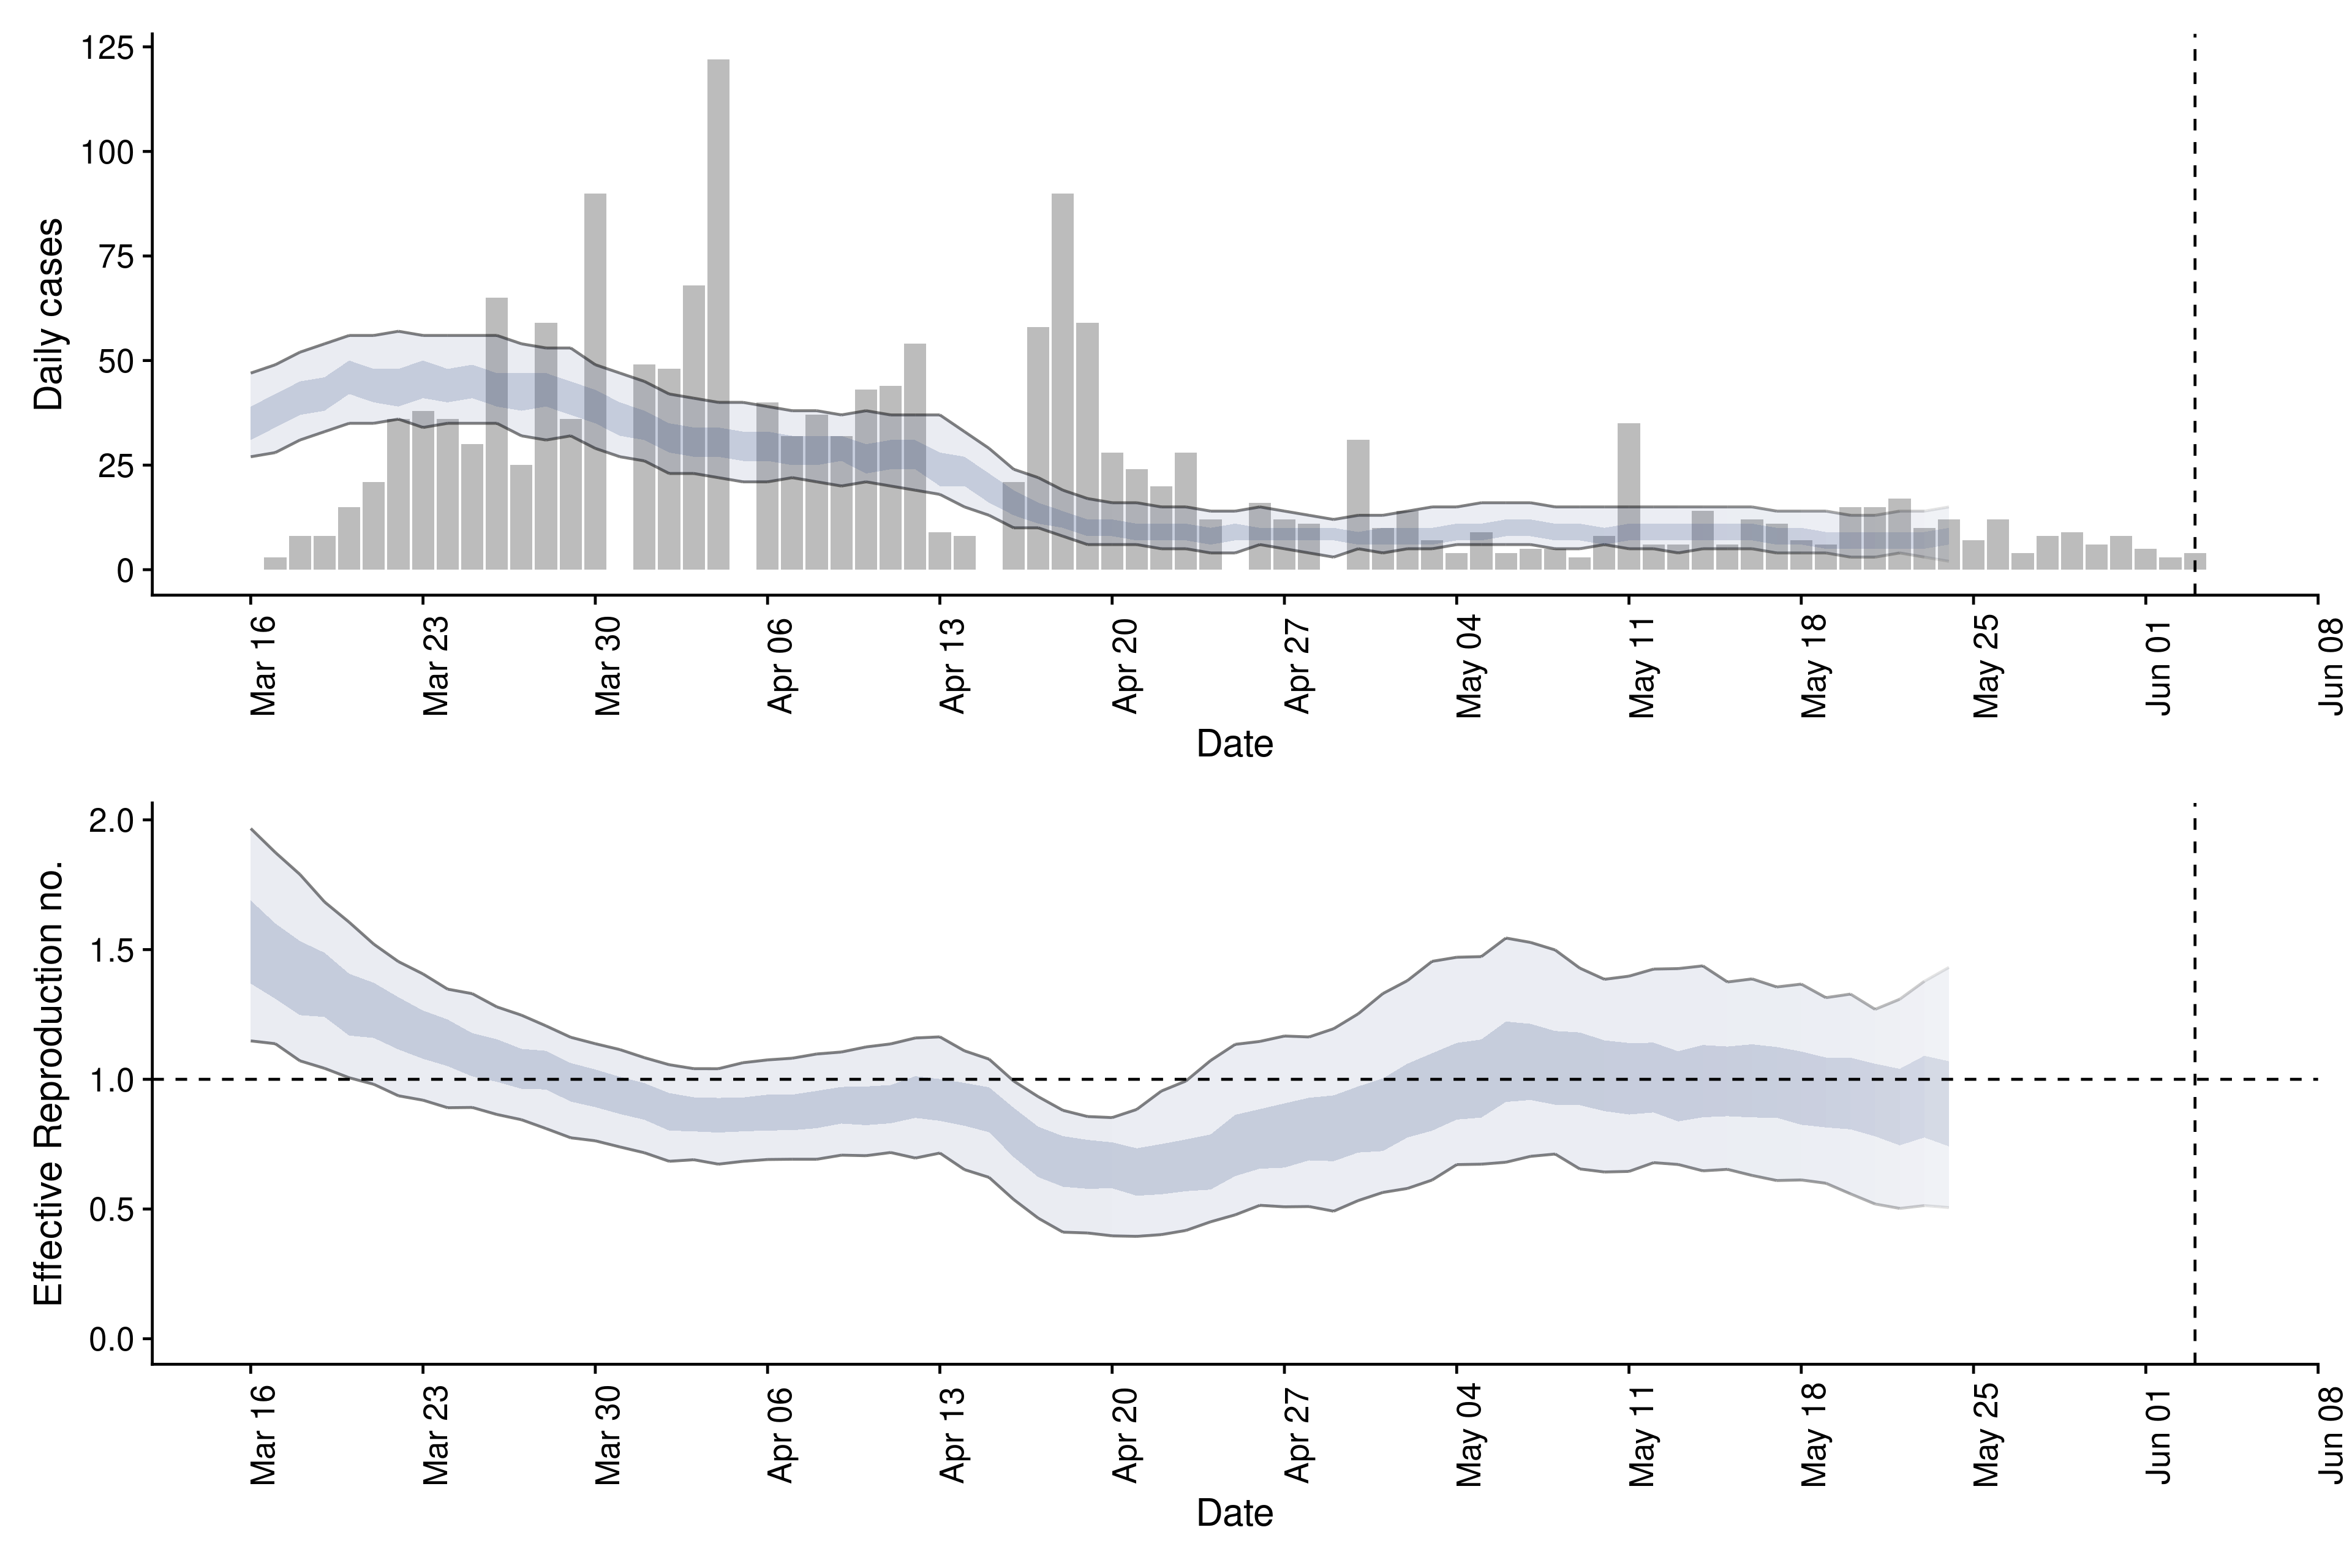 125
100
75
50
25
0
Daily cases
Mar 16
Mar 23
Mar 30
Apr 06
Apr 13
Apr 20
Apr 27
May 04
May 11
May 18
May 25
Jun 01
Jun 08
Date
2.0
1.5
1.0
0.5
0.0
Effective Reproduction no.
Mar 16
Mar 23
Mar 30
Apr 06
Apr 13
Apr 20
Apr 27
May 04
May 11
May 18
May 25
Jun 01
Jun 08
Date